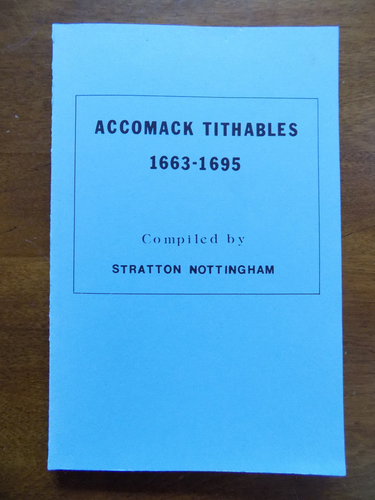 ACCOMACK TITHABLES
1663-1695
Compiled by
STRATTON NOTTINGHAM